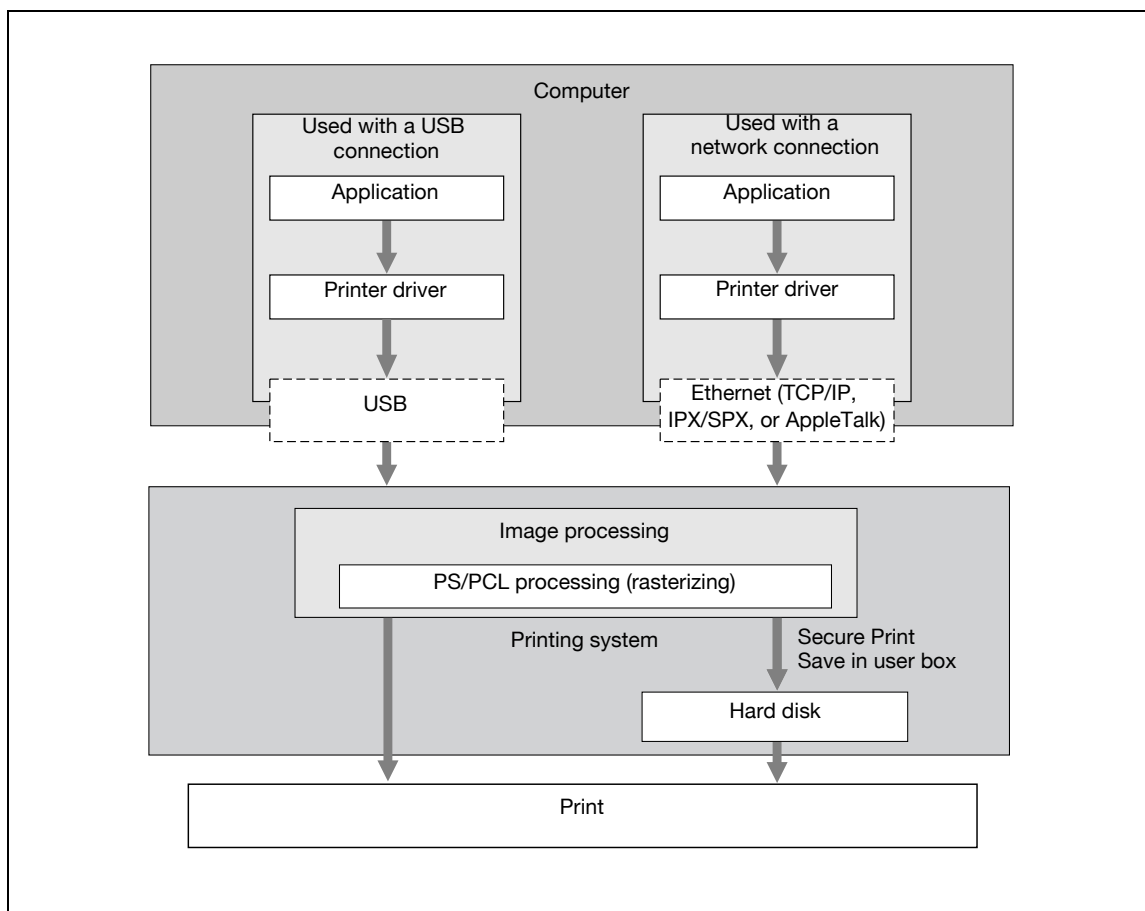 Computer
Used with a USB
connection
Application
Printer driver
USB
Used with a
network connection
Application
Printer driver
Ethernet (TCP/IP,
IPX/SPX, or AppleTalk)
Image processing
PS/PCL processing (rasterizing)
Printing system
Secure Print
Save in user box
Hard disk
Print